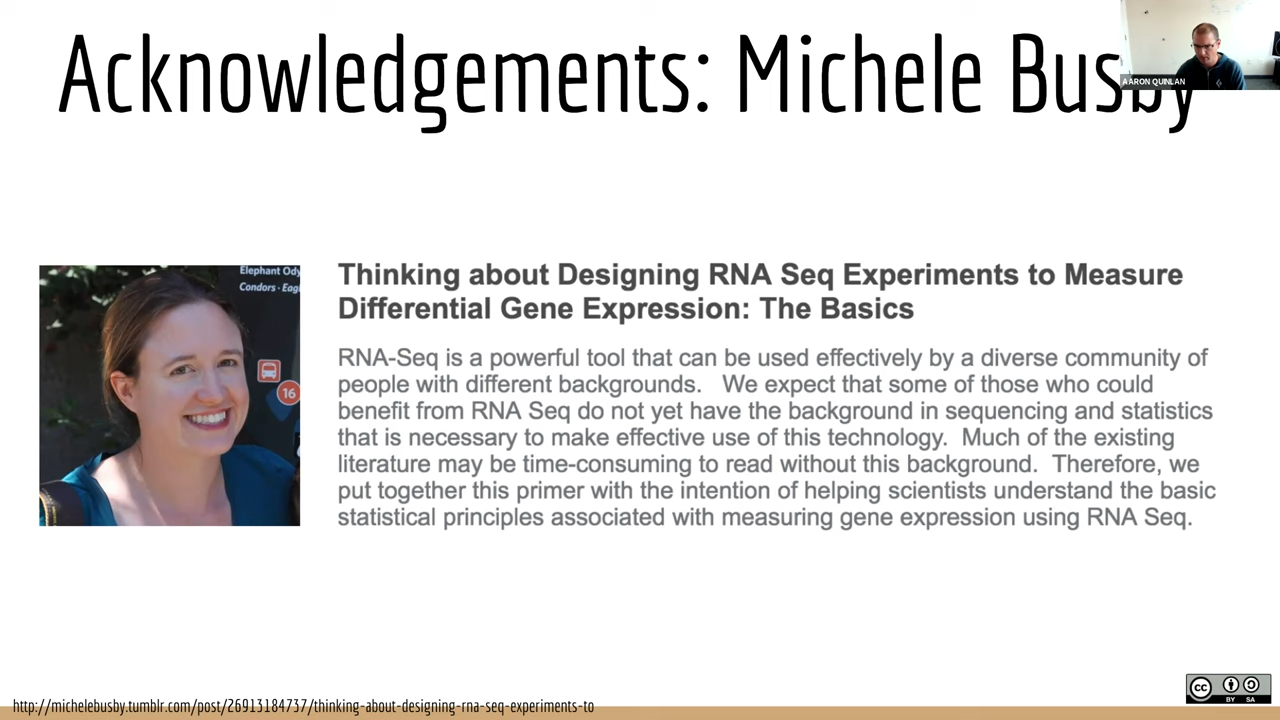 Acknowledgements: Michele Busby
AARON QUINLAN
Elephant Ody
Condors - Eagl
16
Thinking about Designing RNA Seq Experiments to Measure
Differential Gene Expression: The Basics
RNA-Seq is a powerful tool that can be used effectively by a diverse community of
people with different backgrounds.   We expect that some of those who could
benefit from RNA Seq do not yet have the background in sequencing and statistics
that is necessary to make effective use of this technology.  Much of the existing
literature may be time-consuming to read without this background.  Therefore, we
put together this primer with the intention of helping scientists understand the basic
statistical principles associated with measuring gene expression using RNA Seq.
http://michelebusby.tumblr.com/post/26913184737/thinking-about-designing-rna-seq-experiments-to
cc
BY SA